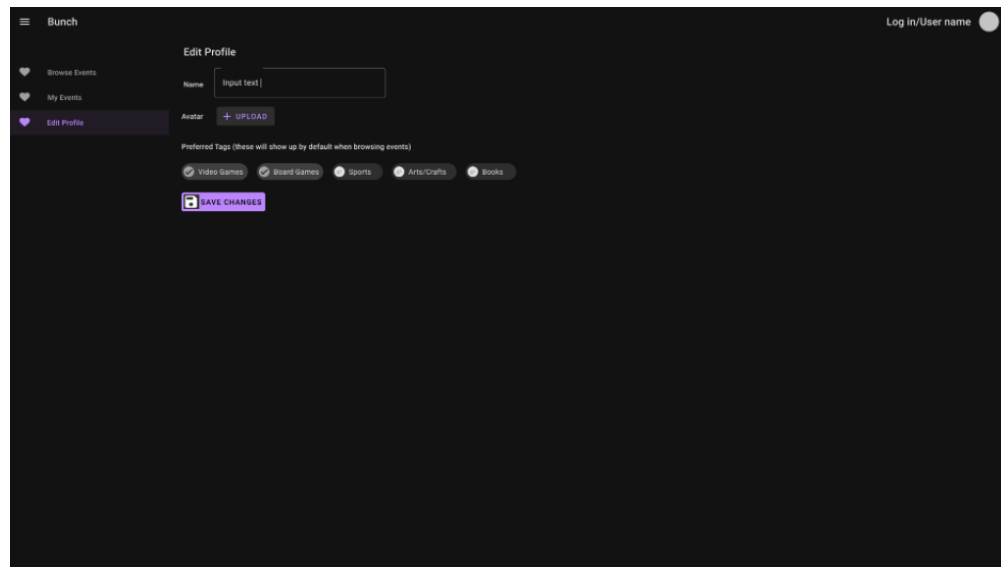 Bunch
Log in/User name
Edit Profile
Browse Events
My Events
Edit Profile
Name
Input text
Avatar
+ UPLOAD
Preferred Tags (these will show up by default when browsing events)
Video Games Board Games Sports Arts/Crafts Books
SAVE CHANGES